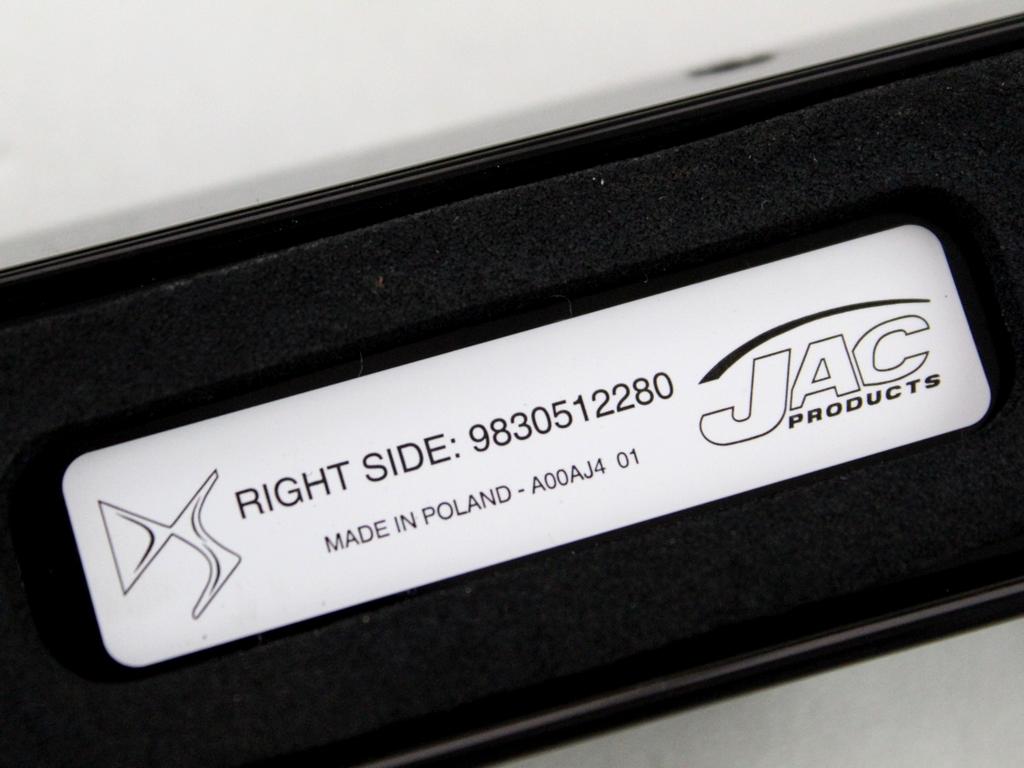 RIGHT SIDE: 9830512280
MADE IN POLAND - A00AJ4 01
JAC
PRODUCTS